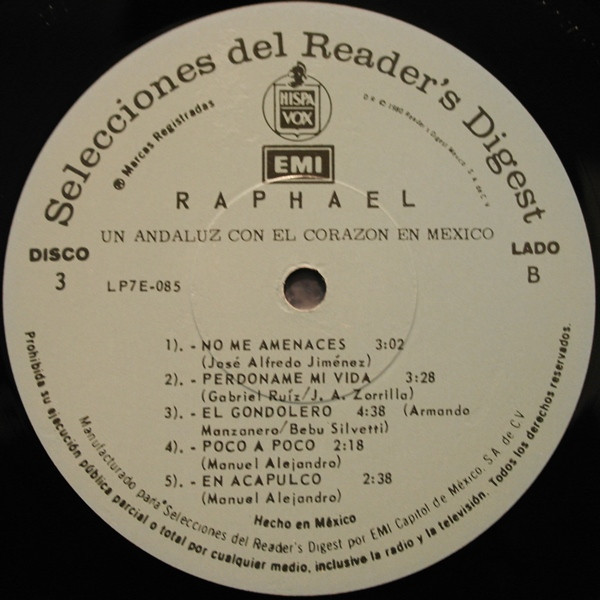 Selecciones del Reader's Digest
® Marcas Registradas
HISPA
VOX
D.R. © 1980 Reader's Digest México S.A. de C.V.
EMI
RAPHAEL
UN ANDALUZ CON EL CORAZON EN MEXICO
DISCO
3
LP7E-085
LADO
B
1). - NO ME AMENACES 3:02
(José Alfredo Jiménez)
2). - PERDONAME MI VIDA 3:28
(Gabriel Ruíz/J. A. Zorrilla)
3). - EL GONDOLERO 4:38 (Armando
Manzanero/Bebu Silvetti)
4). - POCO A POCO 2:18
(Manuel Alejandro)
5). - EN ACAPULCO 2:38
(Manuel Alejandro)
Hecho en México
Manufacturado para "Selecciones del Reader's Digest por EMI Capitol de México, S.A. de C.V.
Prohibida su ejecución pública parcial o total por cualquier medio, inclusive la radio y la televisión. Todos los derechos reservados.